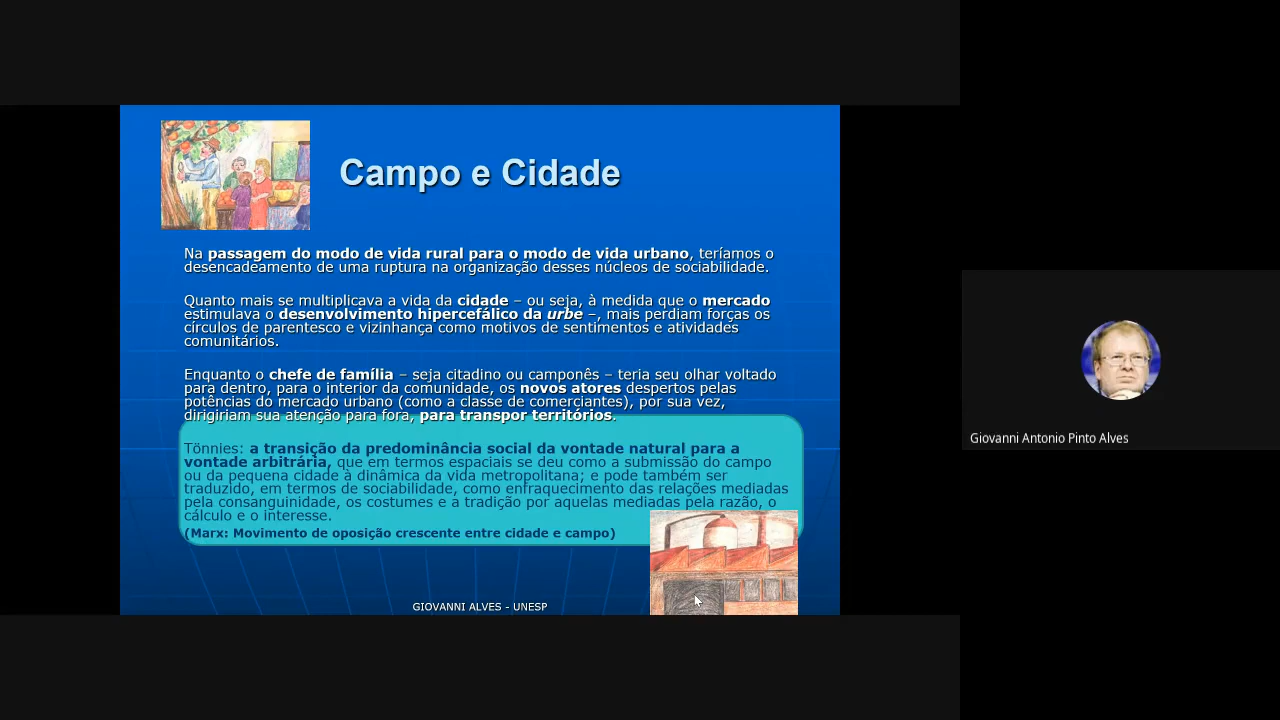 Campo e Cidade
Na passagem do modo de vida rural para o modo de vida urbano, teríamos o
desencadeamento de uma ruptura na organização desses núcleos de sociabilidade.
Quanto mais se multiplicava a vida da cidade – ou seja, à medida que o mercado
estimulava o desenvolvimento hipercefálico da urbe –, mais perdiam forças os
círculos de parentesco e vizinhança como motivos de sentimentos e atividades
comunitários.
Enquanto o chefe de família – seja citadino ou camponês – teria seu olhar voltado
para dentro, para o interior da comunidade, os novos atores despertos pelas
potências do mercado urbano (como a classe de comerciantes), por sua vez,
dirigiriam sua atenção para fora, para transpor territórios.
Tönnies: a transição da predominância social da vontade natural para a
vontade arbitrária, que em termos espaciais se deu como a submissão do campo
ou da pequena cidade à dinâmica da vida metropolitana; e pode também ser
traduzido, em termos de sociabilidade, como enfraquecimento das relações mediadas
pela consanguinidade, os costumes e a tradição por aquelas mediadas pela razão, o
cálculo e o interesse.
(Marx: Movimento de oposição crescente entre cidade e campo)
GIOVANNI ALVES - UNESP
Giovanni Antonio Pinto Alves